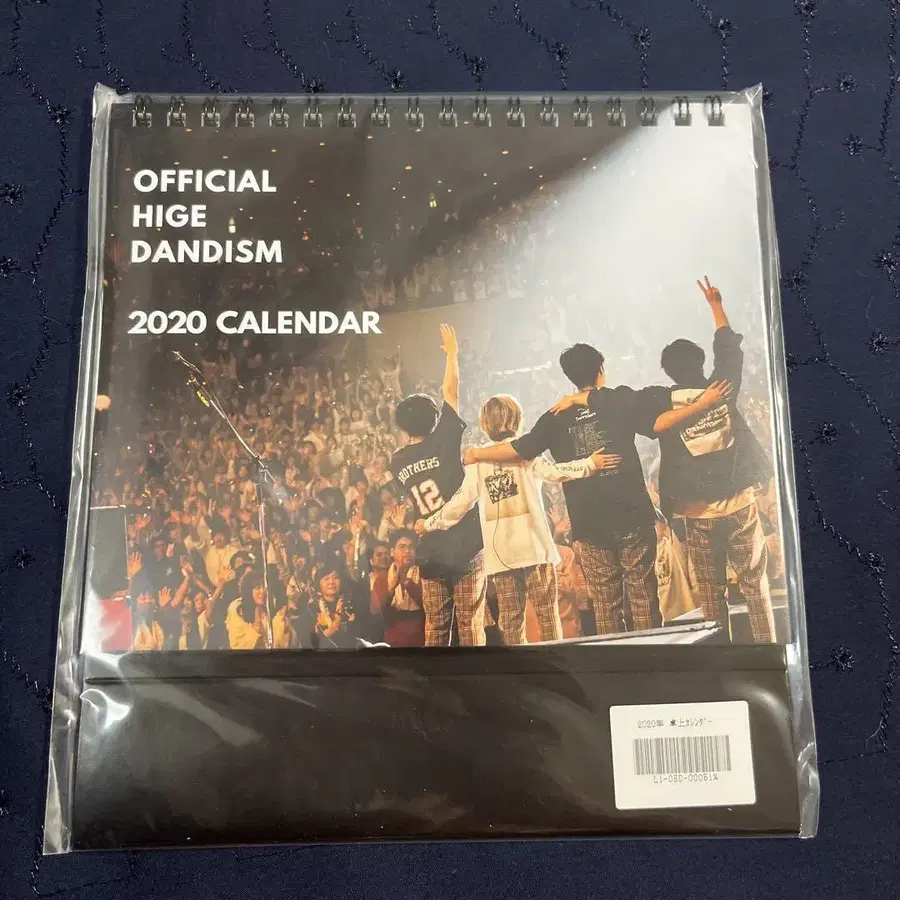 OFFICIAL
HIGE
DANDISM
2020 CALENDAR
BROTHERS
12
2020年 卓上ｶﾚﾝﾀﾞｰ